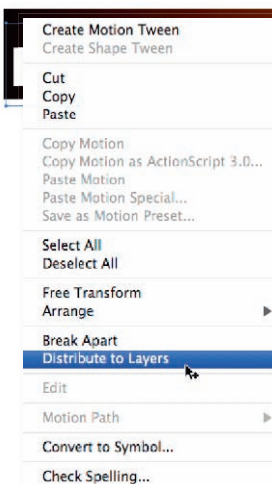 Create Motion Tween
Create Shape Tween
Cut
Copy
Paste
Copy Motion
Copy Motion as ActionScript 3.0...
Paste Motion
Paste Motion Special...
Save as Motion Preset...
Select All
Deselect All
Free Transform
Arrange
Break Apart
Distribute to Layers
Edit
Motion Path
Convert to Symbol...
Check Spelling...